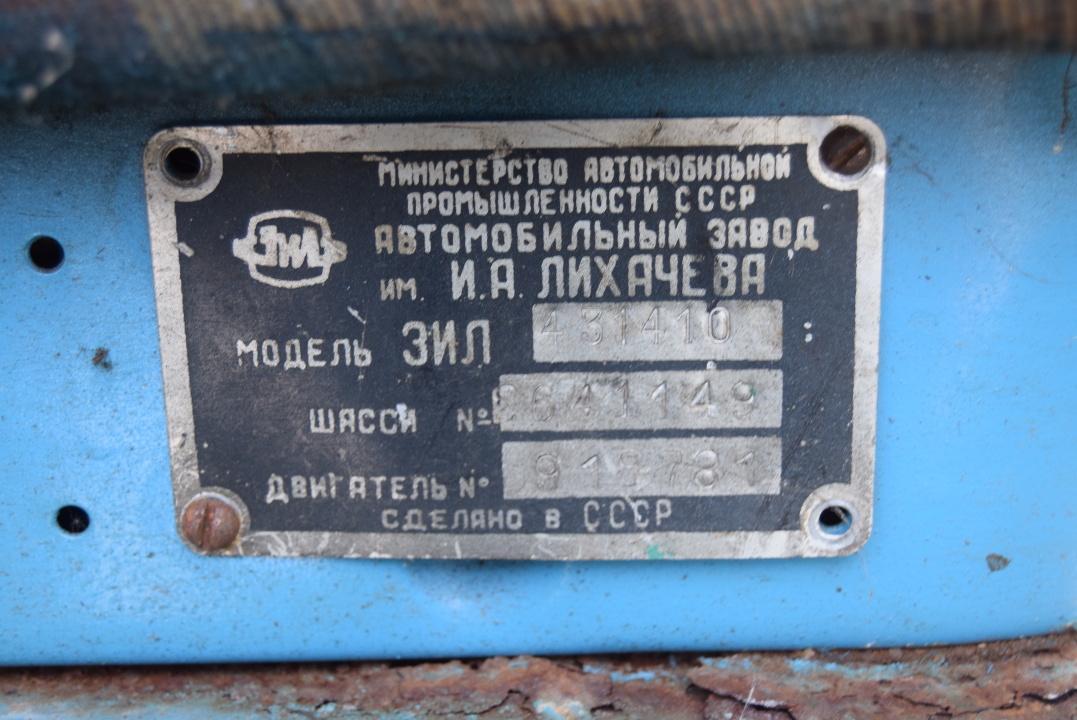 МИНИСТЕРСТВО АВТОМОБИЛЬНОЙ
ПРОМЫШЛЕННОСТИ СССР
АВТОМОБИЛЬНЫЙ ЗАВОД
ИМ. И.А. ЛИХАЧЕВА
ЗИЛ
МОДЕЛЬ ЗИЛ 431410
ШАССИ №
ДВИГАТЕЛЬ №
СДЕЛАНО В СССР